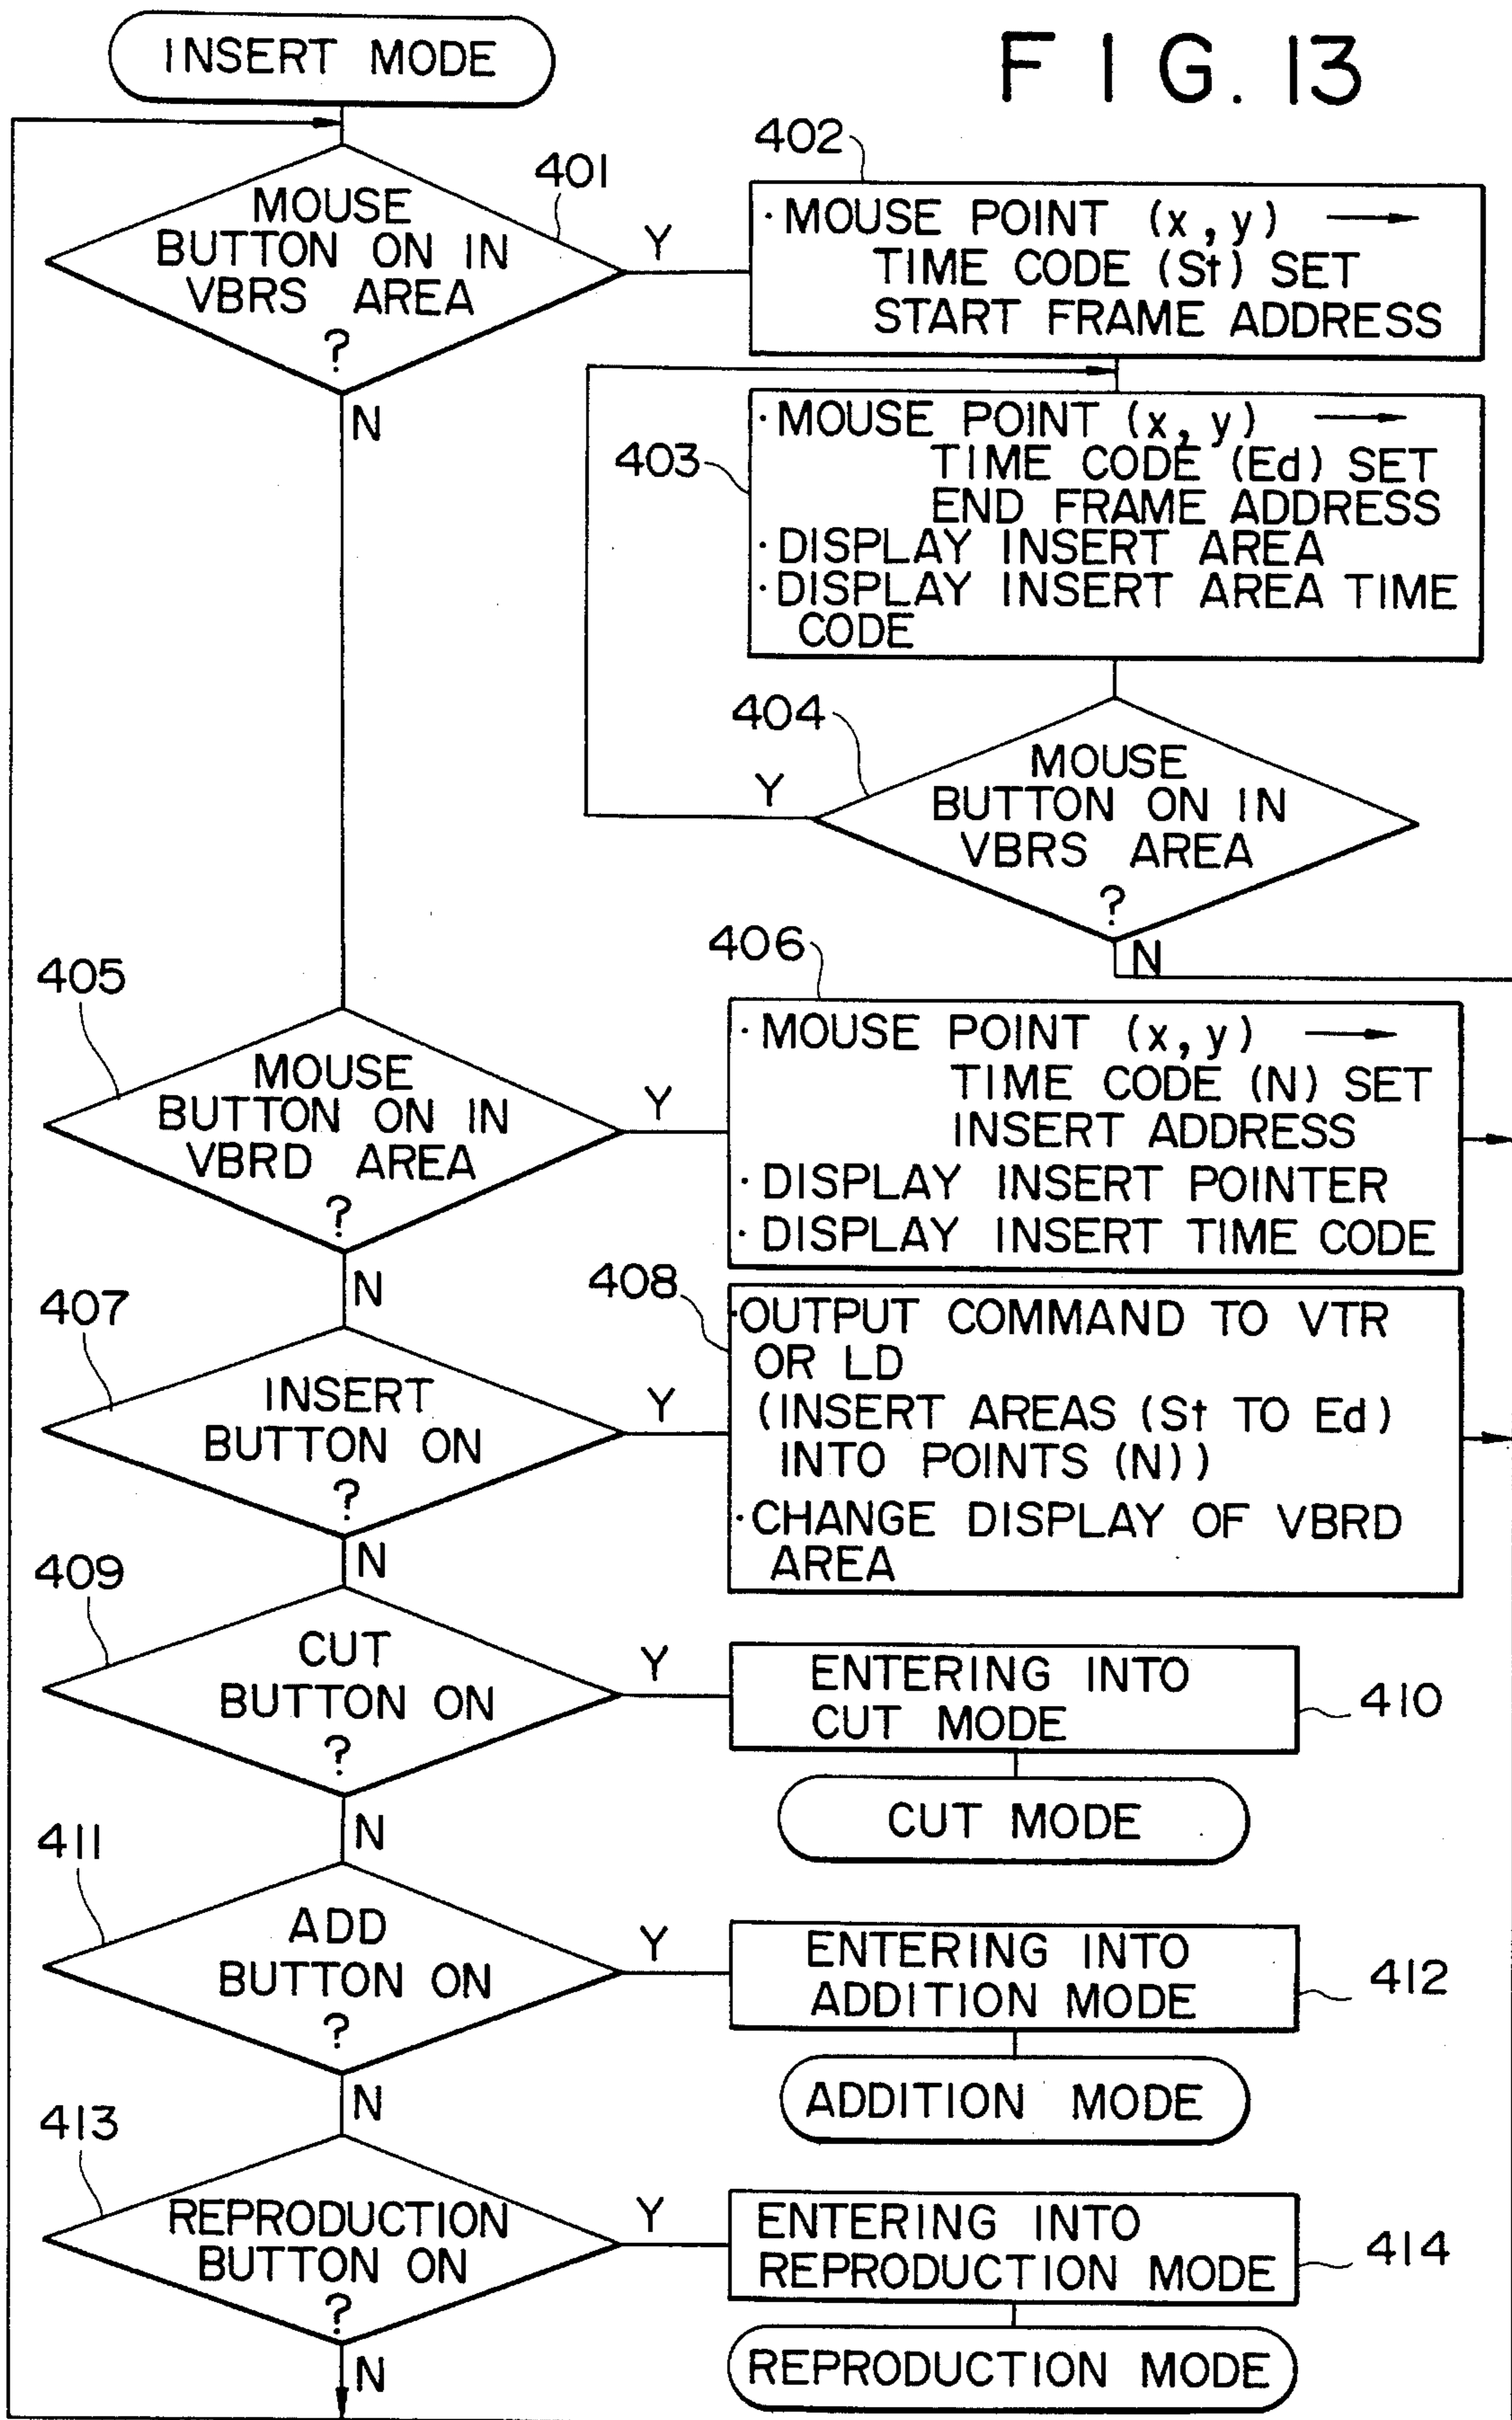 INSERT MODE
FIG. 13
401
MOUSE
BUTTON ON IN
VBRS AREA
?
Y
N
402
· MOUSE POINT (x, y) →
TIME CODE (St) SET
START FRAME ADDRESS
403
· MOUSE POINT (x, y) →
TIME CODE (Ed) SET
END FRAME ADDRESS
· DISPLAY INSERT AREA
· DISPLAY INSERT AREA TIME
CODE
404
MOUSE
BUTTON ON IN
VBRS AREA
?
Y
N
405
MOUSE
BUTTON ON IN
VBRD AREA
?
Y
N
406
· MOUSE POINT (x, y) →
TIME CODE (N) SET
INSERT ADDRESS
· DISPLAY INSERT POINTER
· DISPLAY INSERT TIME CODE
407
INSERT
BUTTON ON
?
Y
N
408
· OUTPUT COMMAND TO VTR
OR LD
(INSERT AREAS (St TO Ed)
INTO POINTS (N))
· CHANGE DISPLAY OF VBRD
AREA
409
CUT
BUTTON ON
?
Y
N
ENTERING INTO
CUT MODE
410
CUT MODE
411
ADD
BUTTON ON
?
Y
N
ENTERING INTO
ADDITION MODE
412
ADDITION MODE
413
REPRODUCTION
BUTTON ON
?
Y
N
ENTERING INTO
REPRODUCTION MODE
414
REPRODUCTION MODE